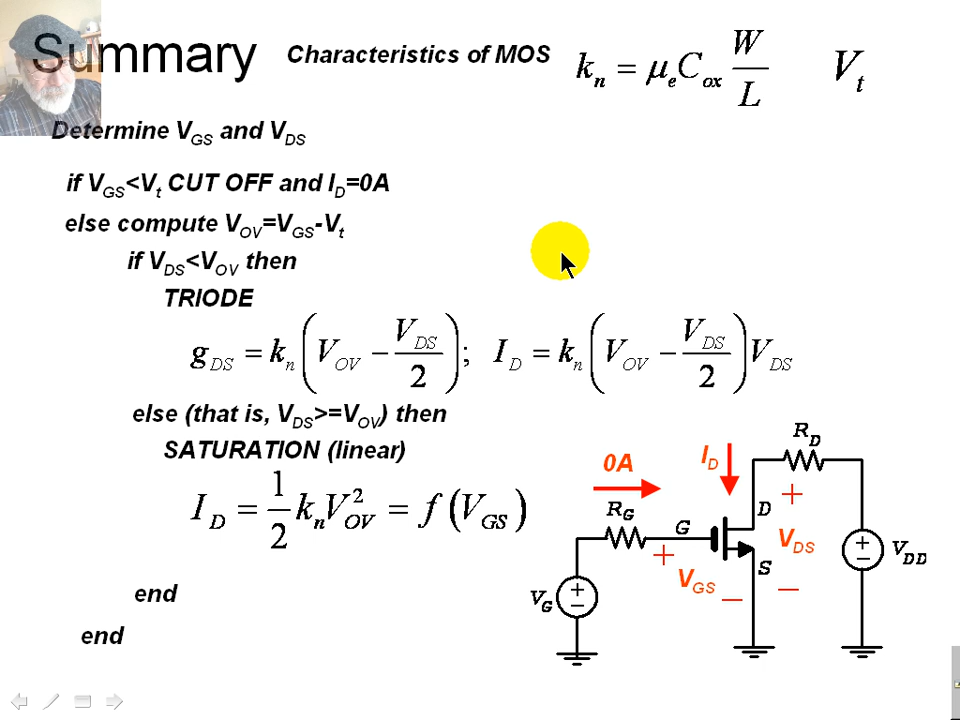 Summary
Characteristics of MOS
k_n = μ_e C_ox W/L    V_t
Determine V_GS and V_DS
if V_GS<V_t CUT OFF and I_D=0A
else compute V_OV=V_GS-V_t
if V_DS<V_OV then
TRIODE
g_DS = k_n (V_OV − V_DS/2);  I_D = k_n (V_OV − V_DS/2) V_DS
else (that is, V_DS>=V_OV) then
SATURATION (linear)
I_D = 1/2 k_n V_OV^2 = f(V_GS)
end
end
R_D
0A
I_D
R_G
G
D
+
+
V_DS
+
−
V_DD
V_GS
S
−
−
V_G
+
−